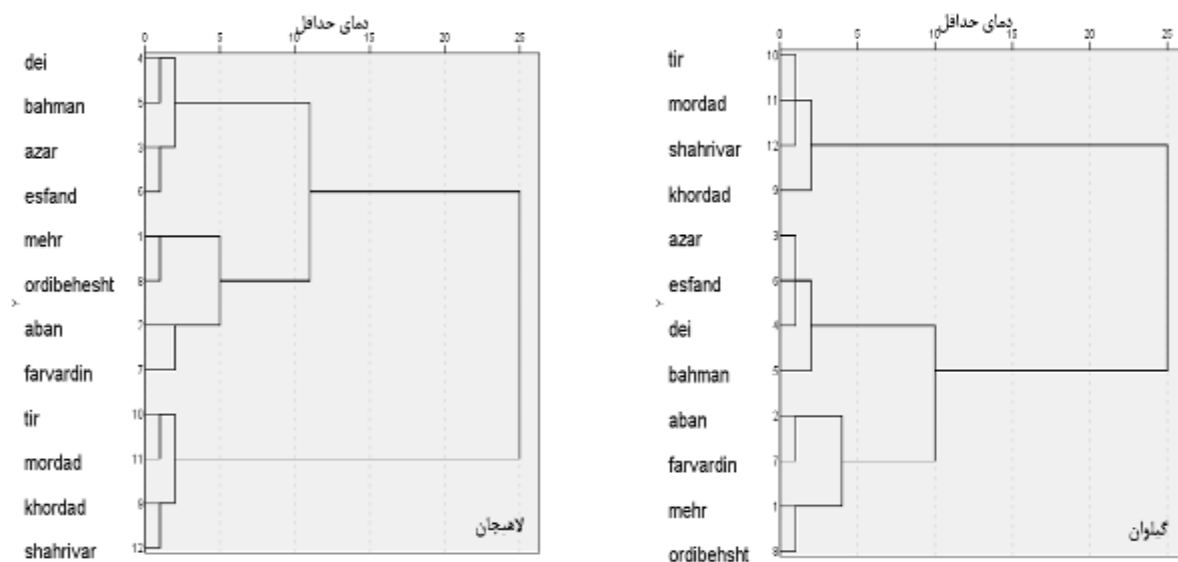 دمای حداقل
0 5 10 15 20 25
dei 4
bahman 5
azar 3
esfand 6
mehr 1
ordibehesht 8
aban 2
farvardin 7
tir 10
mordad 11
khordad 9
shahrivar 12
Y
لاهیجان
دمای حداقل
0 5 10 15 20 25
tir 10
mordad 11
shahrivar 12
khordad 9
azar 3
esfand 6
dei 4
bahman 5
aban 2
farvardin 7
mehr 1
ordibehsht 8
Y
گیلوان